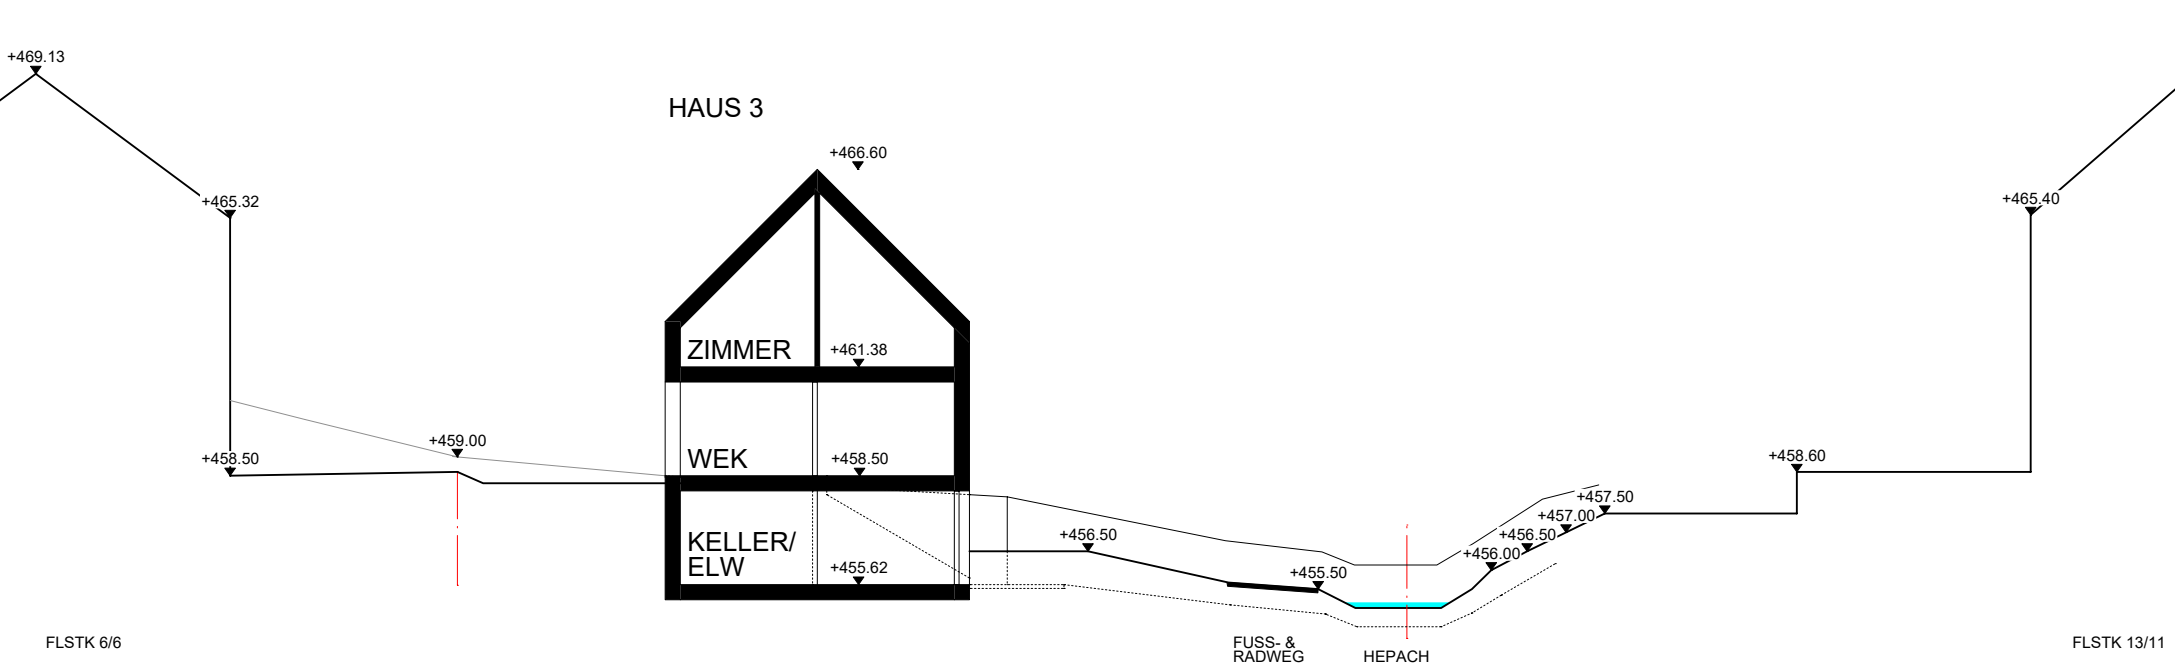 +469.13
HAUS 3
+466.60
+465.32
+465.40
ZIMMER
+461.38
+459.00
+458.50
WEK
+458.50
+458.60
+457.50
+457.00
+456.50
+456.50
+456.00
KELLER/
ELW
+455.62
+455.50
FLSTK 6/6
FUSS- &
RADWEG
HEPACH
FLSTK 13/11